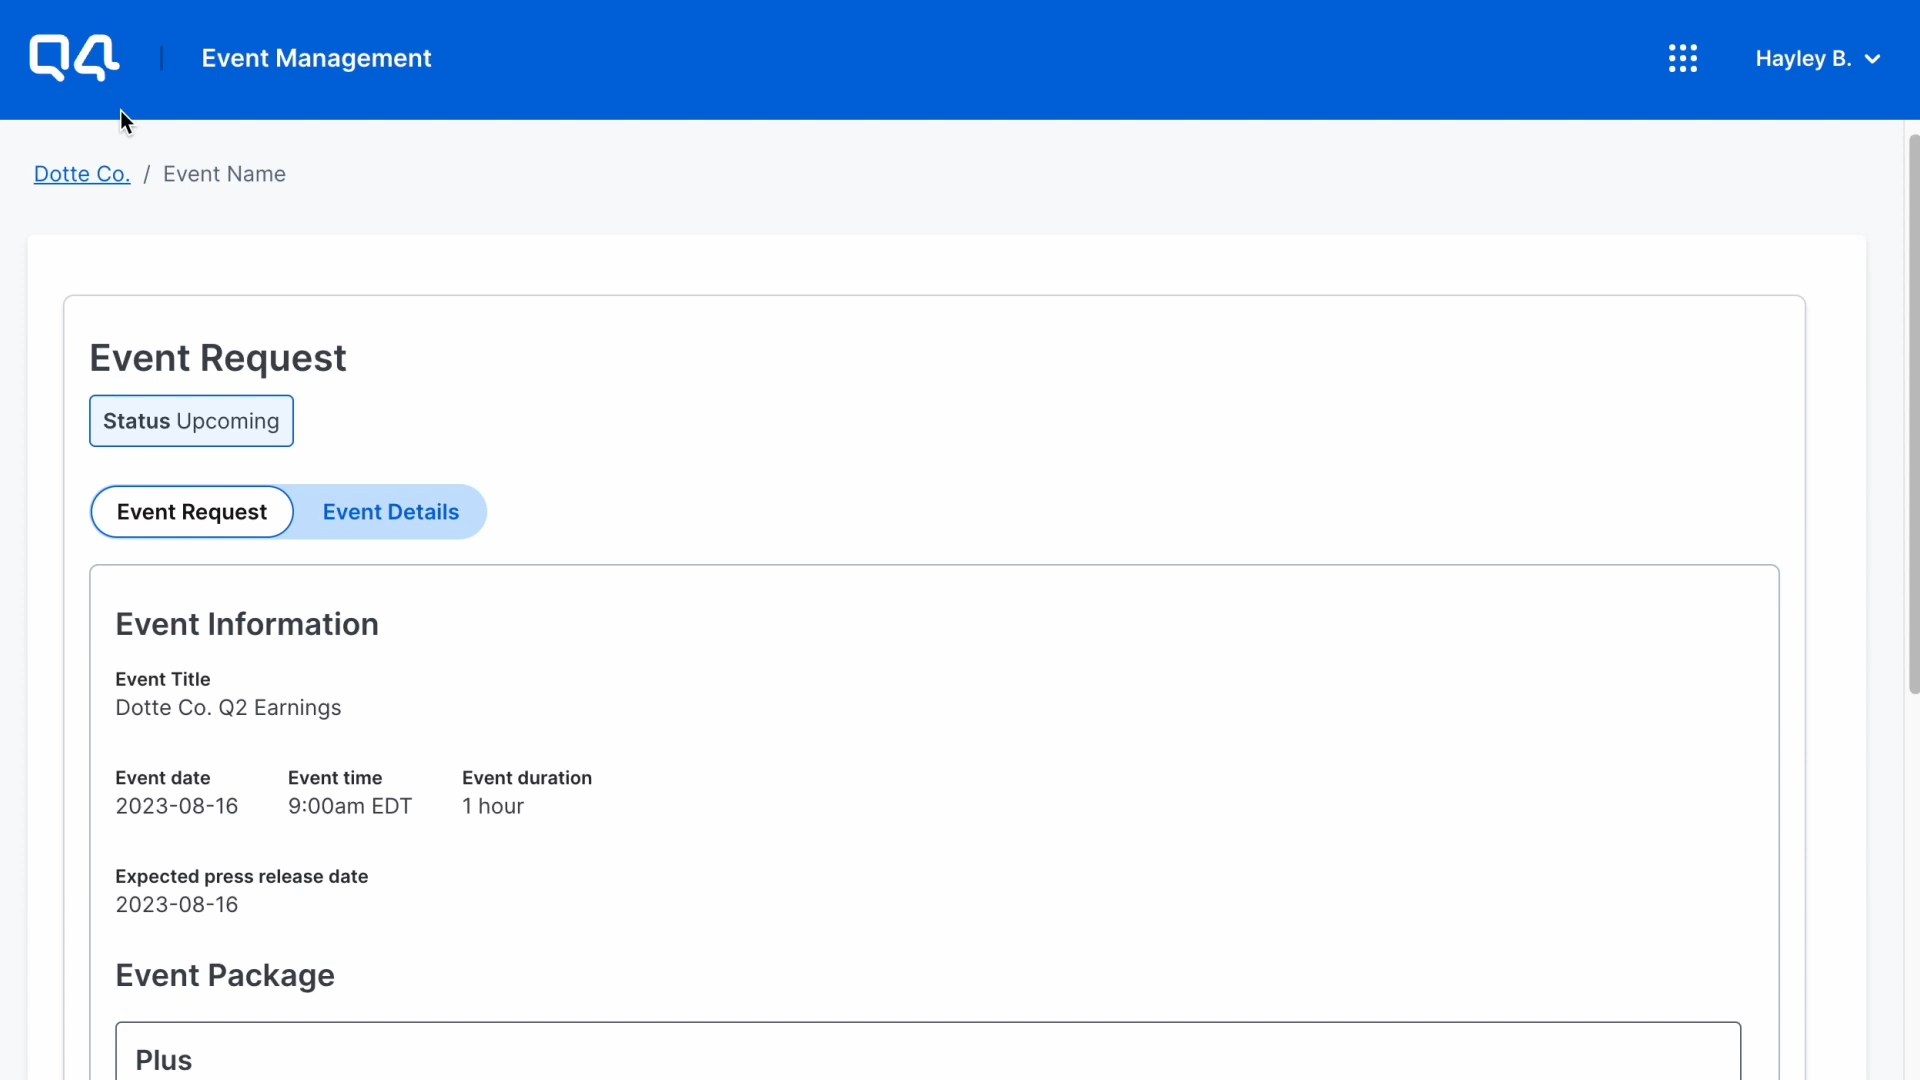 Q4 Event Management Hayley B.
Dotte Co. / Event Name
Event Request
Status Upcoming
Event Request Event Details
Event Information
Event Title
Dotte Co. Q2 Earnings
Event date Event time Event duration
2023-08-16 9:00am EDT 1 hour
Expected press release date
2023-08-16
Event Package
Plus